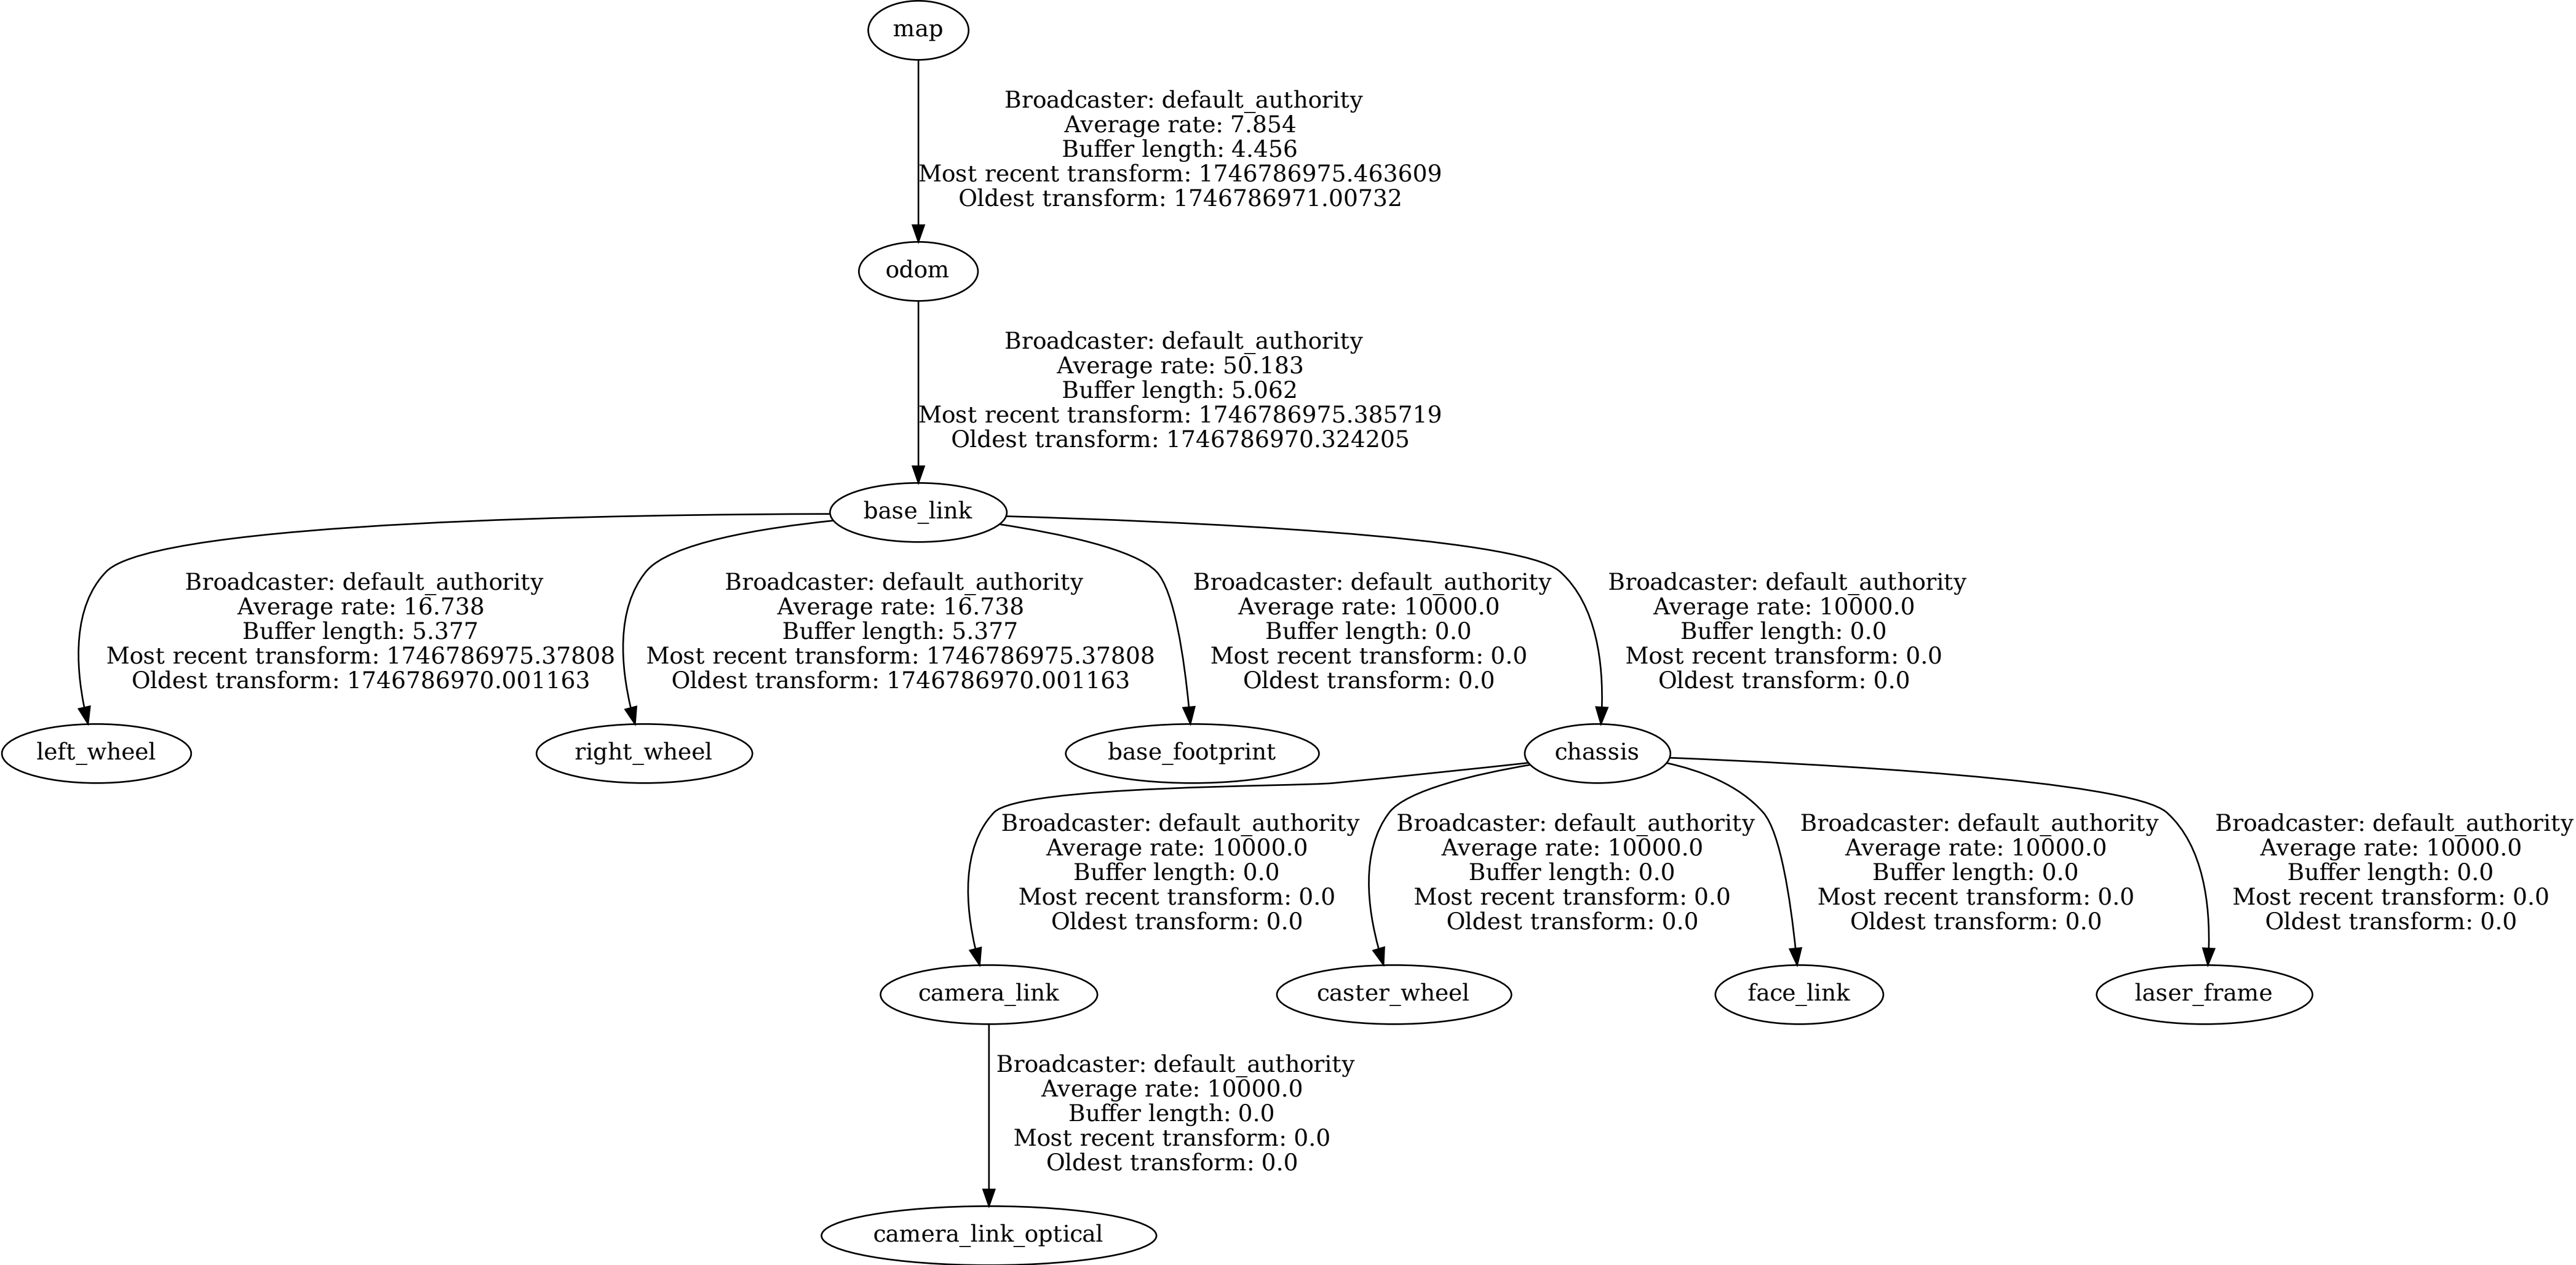 map
Broadcaster: default_authority
Average rate: 7.854
Buffer length: 4.456
Most recent transform: 1746786975.463609
Oldest transform: 1746786971.00732
odom
Broadcaster: default_authority
Average rate: 50.183
Buffer length: 5.062
Most recent transform: 1746786975.385719
Oldest transform: 1746786970.324205
base_link
Broadcaster: default_authority
Average rate: 16.738
Buffer length: 5.377
Most recent transform: 1746786975.37808
Oldest transform: 1746786970.001163
Broadcaster: default_authority
Average rate: 16.738
Buffer length: 5.377
Most recent transform: 1746786975.37808
Oldest transform: 1746786970.001163
Broadcaster: default_authority
Average rate: 10000.0
Buffer length: 0.0
Most recent transform: 0.0
Oldest transform: 0.0
Broadcaster: default_authority
Average rate: 10000.0
Buffer length: 0.0
Most recent transform: 0.0
Oldest transform: 0.0
left_wheel
right_wheel
base_footprint
chassis
Broadcaster: default_authority
Average rate: 10000.0
Buffer length: 0.0
Most recent transform: 0.0
Oldest transform: 0.0
Broadcaster: default_authority
Average rate: 10000.0
Buffer length: 0.0
Most recent transform: 0.0
Oldest transform: 0.0
Broadcaster: default_authority
Average rate: 10000.0
Buffer length: 0.0
Most recent transform: 0.0
Oldest transform: 0.0
Broadcaster: default_authority
Average rate: 10000.0
Buffer length: 0.0
Most recent transform: 0.0
Oldest transform: 0.0
camera_link
caster_wheel
face_link
laser_frame
Broadcaster: default_authority
Average rate: 10000.0
Buffer length: 0.0
Most recent transform: 0.0
Oldest transform: 0.0
camera_link_optical